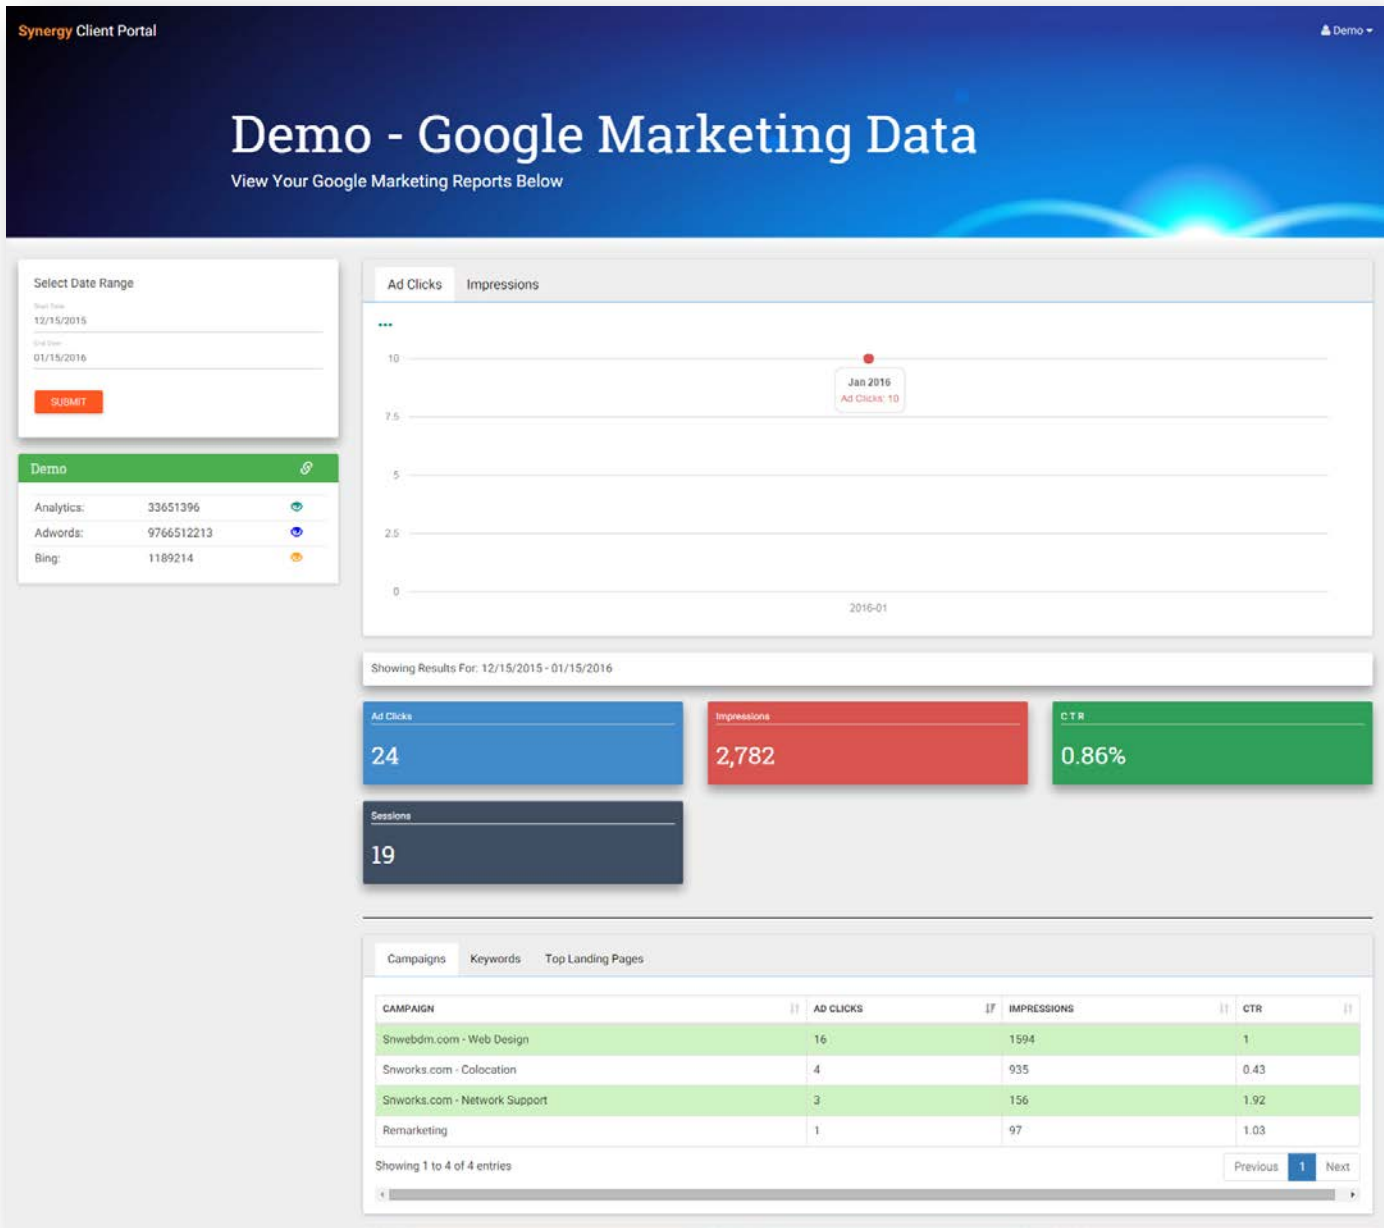 Synergy Client Portal
Demo
Demo - Google Marketing Data
View Your Google Marketing Reports Below
Select Date Range
Start Date
12/15/2015
End Date
01/15/2016
SUBMIT
Demo
Analytics: 33651396
Adwords: 9766512213
Bing: 1189214
Ad Clicks Impressions
10
Jan 2016
Ad Clicks: 10
7.5
5
2.5
0
2016-01
Showing Results For: 12/15/2015 - 01/15/2016
Ad Clicks
24
Impressions
2,782
CTR
0.86%
Sessions
19
Campaigns Keywords Top Landing Pages
CAMPAIGN AD CLICKS IMPRESSIONS CTR
Snwebdm.com - Web Design 16 1594 1
Snworks.com - Colocation 4 935 0.43
Snworks.com - Network Support 3 156 1.92
Remarketing 1 97 1.03
Showing 1 to 4 of 4 entries
Previous 1 Next